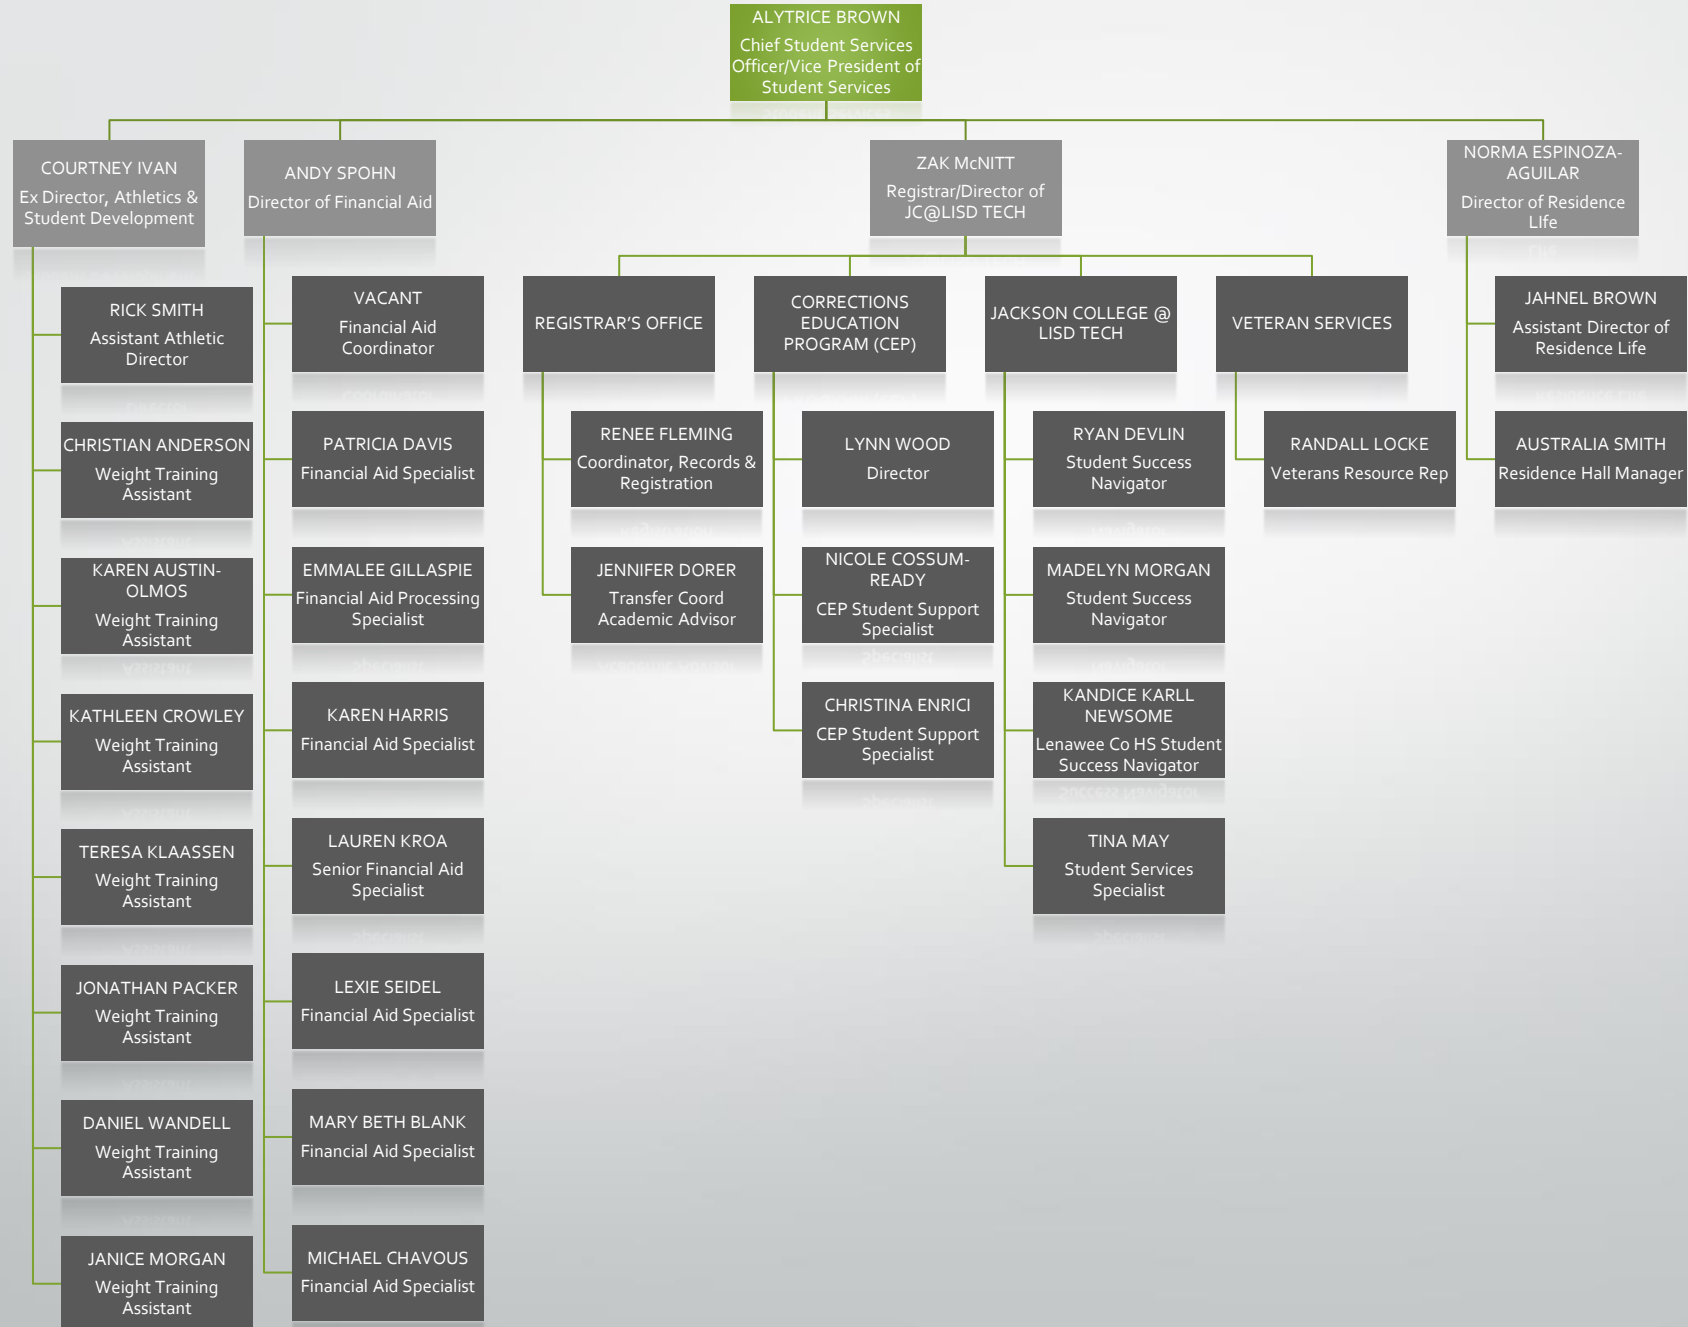 ALYTRICE BROWN
Chief Student Services
Officer/Vice President of
Student Services
COURTNEY IVAN
Ex Director, Athletics &
Student Development
RICK SMITH
Assistant Athletic
Director
CHRISTIAN ANDERSON
Weight Training
Assistant
KAREN AUSTIN-
OLMOS
Weight Training
Assistant
KATHLEEN CROWLEY
Weight Training
Assistant
TERESA KLAASSEN
Weight Training
Assistant
JONATHAN PACKER
Weight Training
Assistant
DANIEL WANDELL
Weight Training
Assistant
JANICE MORGAN
Weight Training
Assistant
ANDY SPOHN
Director of Financial Aid
VACANT
Financial Aid
Coordinator
PATRICIA DAVIS
Financial Aid Specialist
EMMALEE GILLASPIE
Financial Aid Processing
Specialist
KAREN HARRIS
Financial Aid Specialist
LAUREN KROA
Senior Financial Aid
Specialist
LEXIE SEIDEL
Financial Aid Specialist
MARY BETH BLANK
Financial Aid Specialist
MICHAEL CHAVOUS
Financial Aid Specialist
ZAK McNITT
Registrar/Director of
JC@LISD TECH
REGISTRAR’S OFFICE
RENEE FLEMING
Coordinator, Records &
Registration
JENNIFER DORER
Transfer Coord
Academic Advisor
CORRECTIONS
EDUCATION
PROGRAM (CEP)
LYNN WOOD
Director
NICOLE COSSUM-
READY
CEP Student Support
Specialist
CHRISTINA ENRICI
CEP Student Support
Specialist
JACKSON COLLEGE @
LISD TECH
RYAN DEVLIN
Student Success
Navigator
MADELYN MORGAN
Student Success
Navigator
KANDICE KARLL
NEWSOME
Lenawee Co HS Student
Success Navigator
TINA MAY
Student Services
Specialist
VETERAN SERVICES
RANDALL LOCKE
Veterans Resource Rep
NORMA ESPINOZA-
AGUILAR
Director of Residence
LIfe
JAHNEL BROWN
Assistant Director of
Residence Life
AUSTRALIA SMITH
Residence Hall Manager